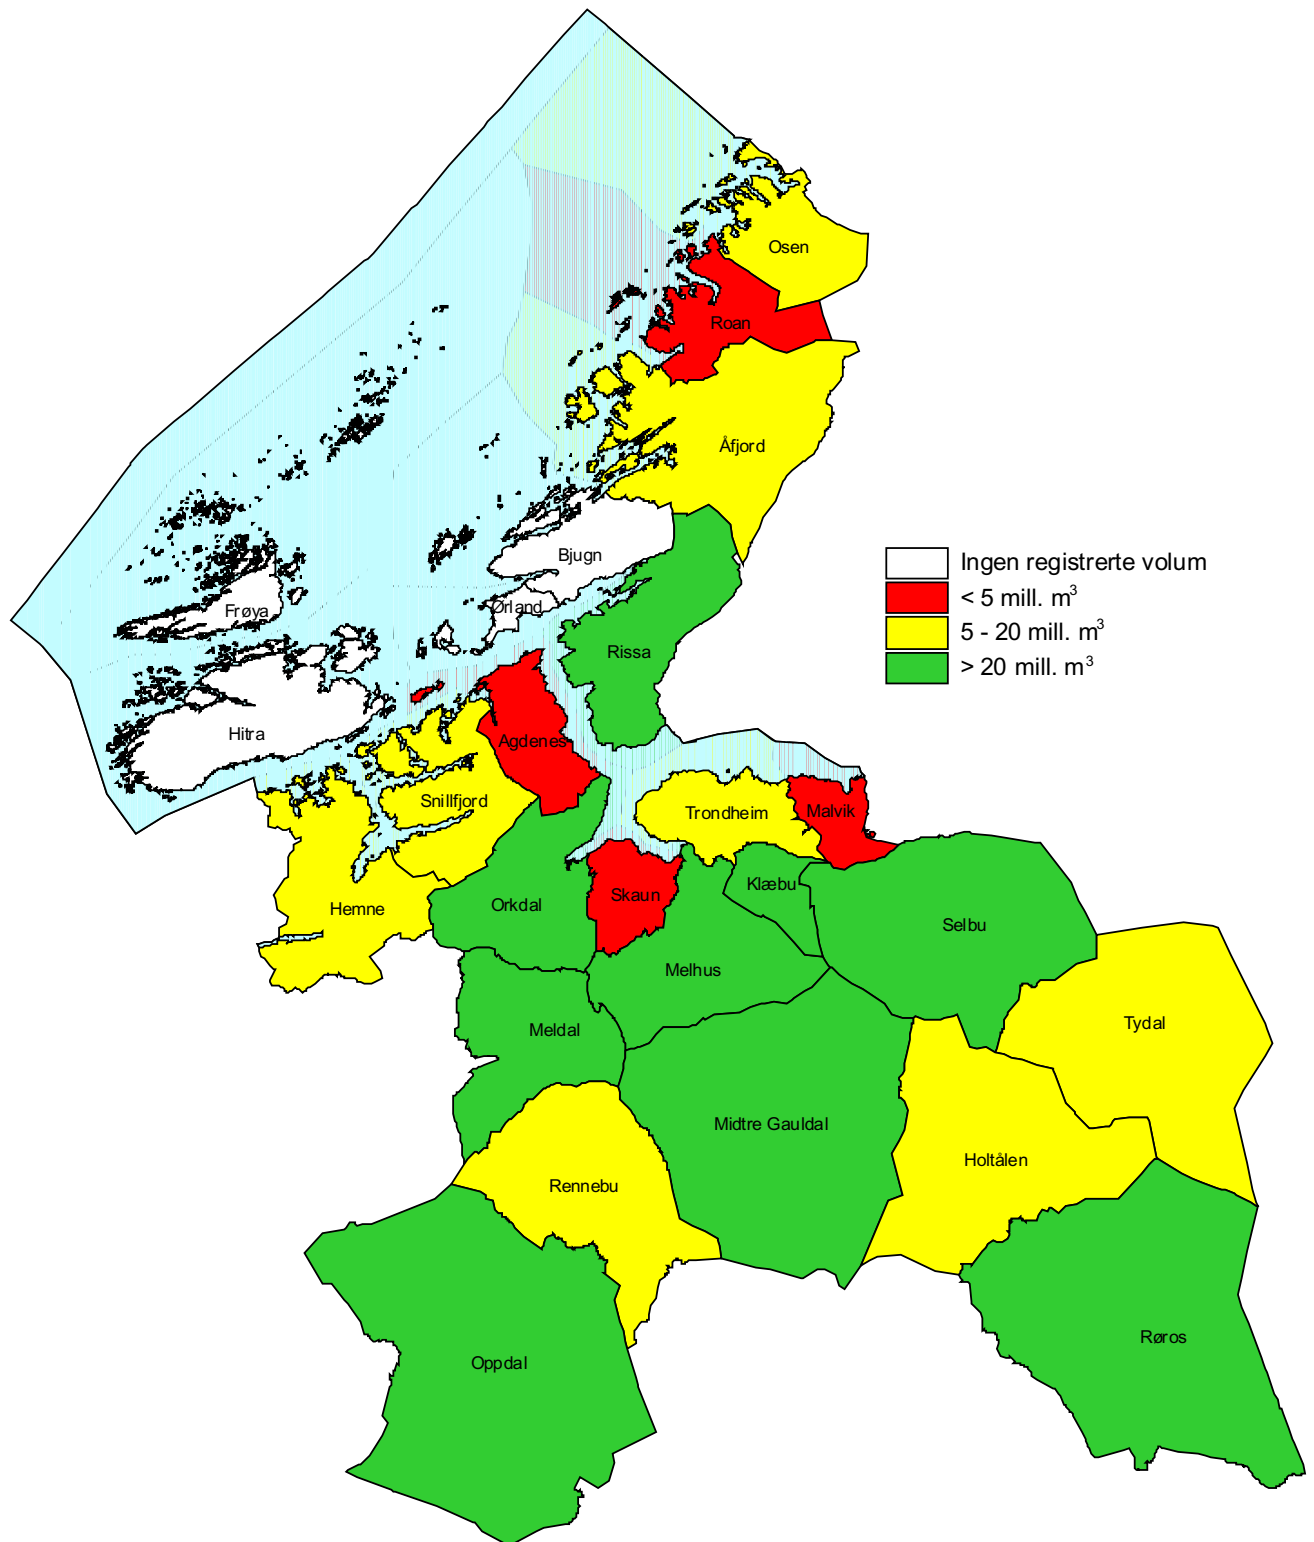 Osen
Roan
Åfjord
Bjugn
Ingen registrerte volum
< 5 mill. m³
5 - 20 mill. m³
> 20 mill. m³
Frøya
Ørland
Rissa
Hitra
Agdenes
Snillfjord
Trondheim
Malvik
Klæbu
Skaun
Orkdal
Hemne
Selbu
Melhus
Meldal
Tydal
Midtre Gauldal
Holtålen
Rennebu
Røros
Oppdal